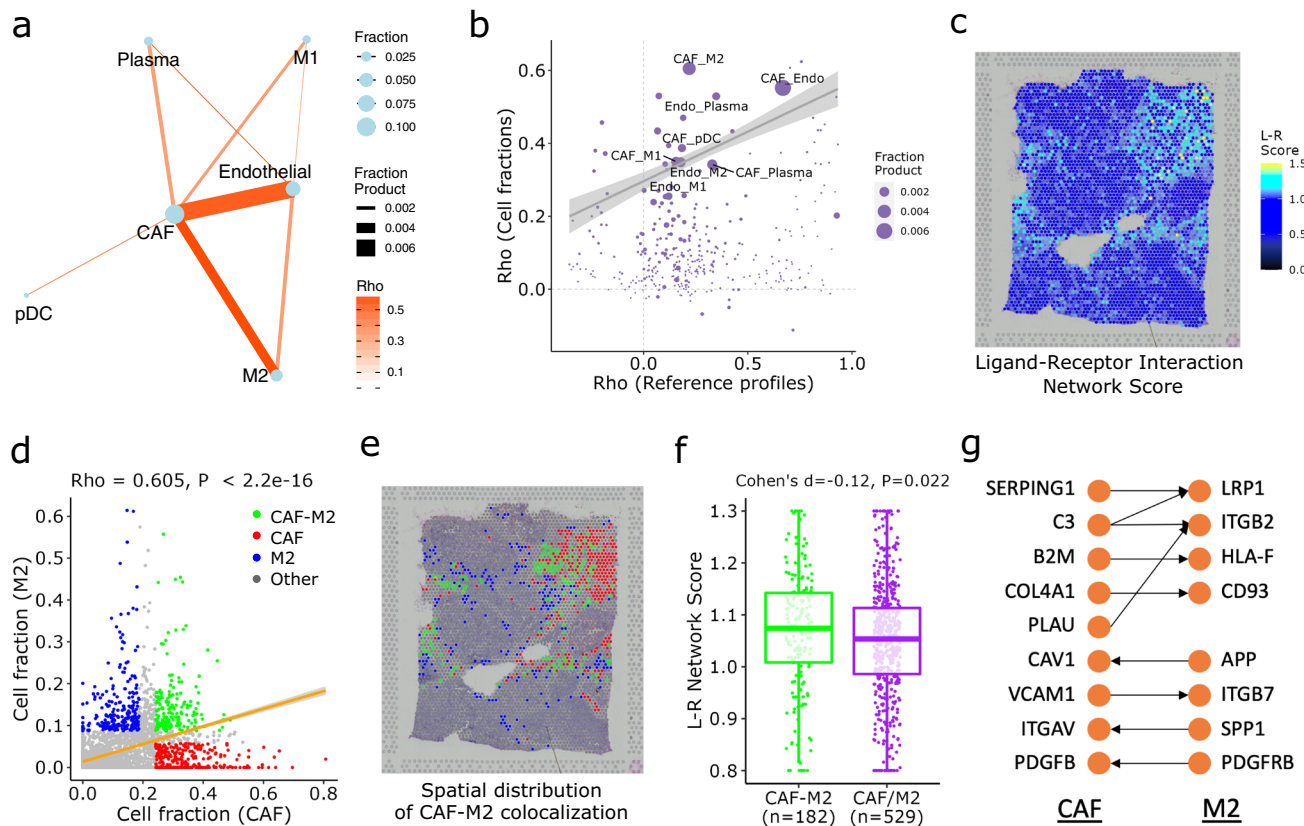 a
Plasma
M1
Endothelial
CAF
pDC
M2
Fraction
0.025
0.050
0.075
0.100
Fraction
Product
0.002
0.004
0.006
Rho
0.5
0.3
0.1
b
Rho (Cell fractions)
0.6
0.4
0.2
0.0
CAF_M2
CAF_Endo
Endo_Plasma
CAF_pDC
CAF_M1
Endo_M2
CAF_Plasma
Endo_M1
0.0
0.5
1.0
Rho (Reference profiles)
Fraction
Product
0.002
0.004
0.006
c
L-R
Score
1.5
1.0
0.5
0.0
Ligand-Receptor Interaction
Network Score
d
Rho = 0.605, P < 2.2e-16
Cell fraction (M2)
0.6
0.5
0.4
0.3
0.2
0.1
0.0
CAF-M2
CAF
M2
Other
0.0
0.2
0.4
0.6
0.8
Cell fraction (CAF)
e
Spatial distribution
of CAF-M2 colocalization
f
Cohen's d=-0.12, P=0.022
L-R Network Score
1.3
1.2
1.1
1.0
0.9
0.8
CAF-M2
(n=182)
CAF/M2
(n=529)
g
SERPING1 LRP1
C3 ITGB2
B2M HLA-F
COL4A1 CD93
PLAU
CAV1 APP
VCAM1 ITGB7
ITGAV SPP1
PDGFB PDGFRB
CAF M2